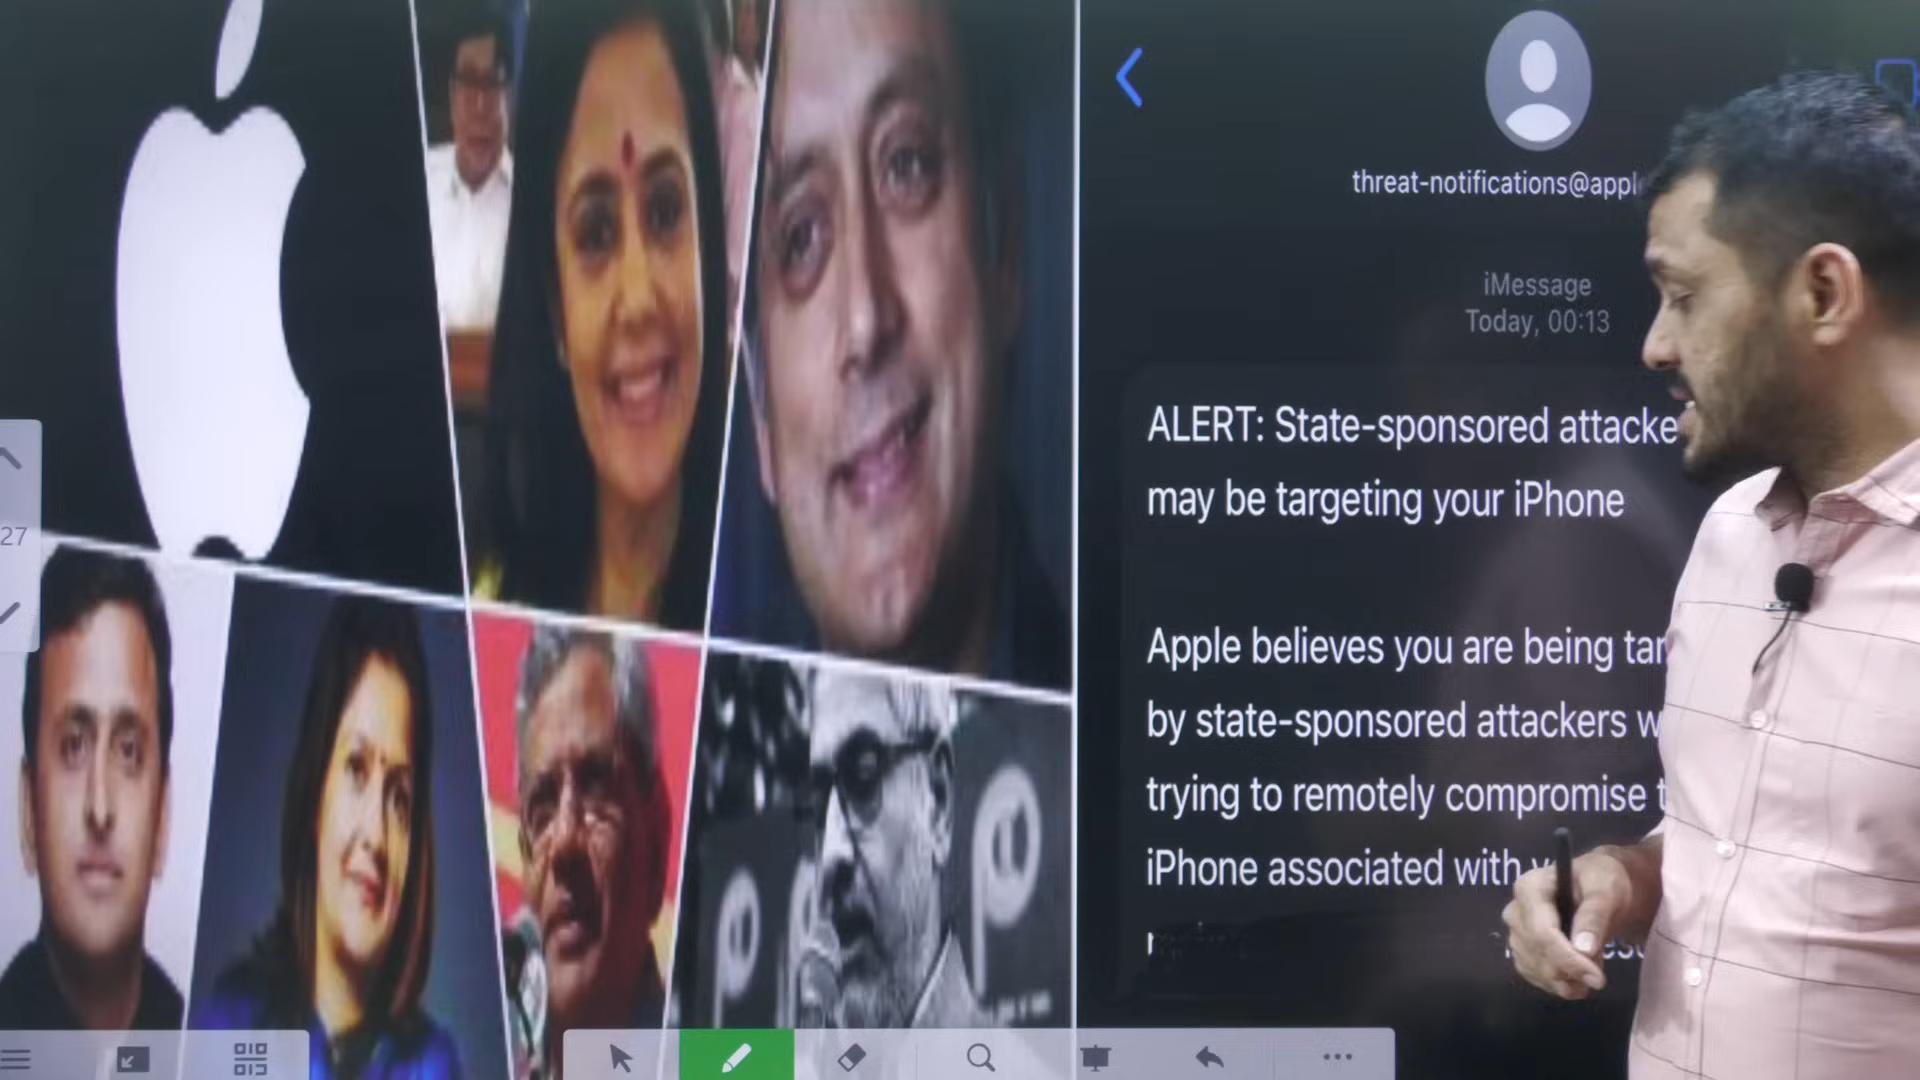 threat-notifications@appl
iMessage
Today, 00:13
ALERT: State-sponsored attacke
may be targeting your iPhone
Apple believes you are being tar
by state-sponsored attackers w
trying to remotely compromise t
iPhone associated with
27